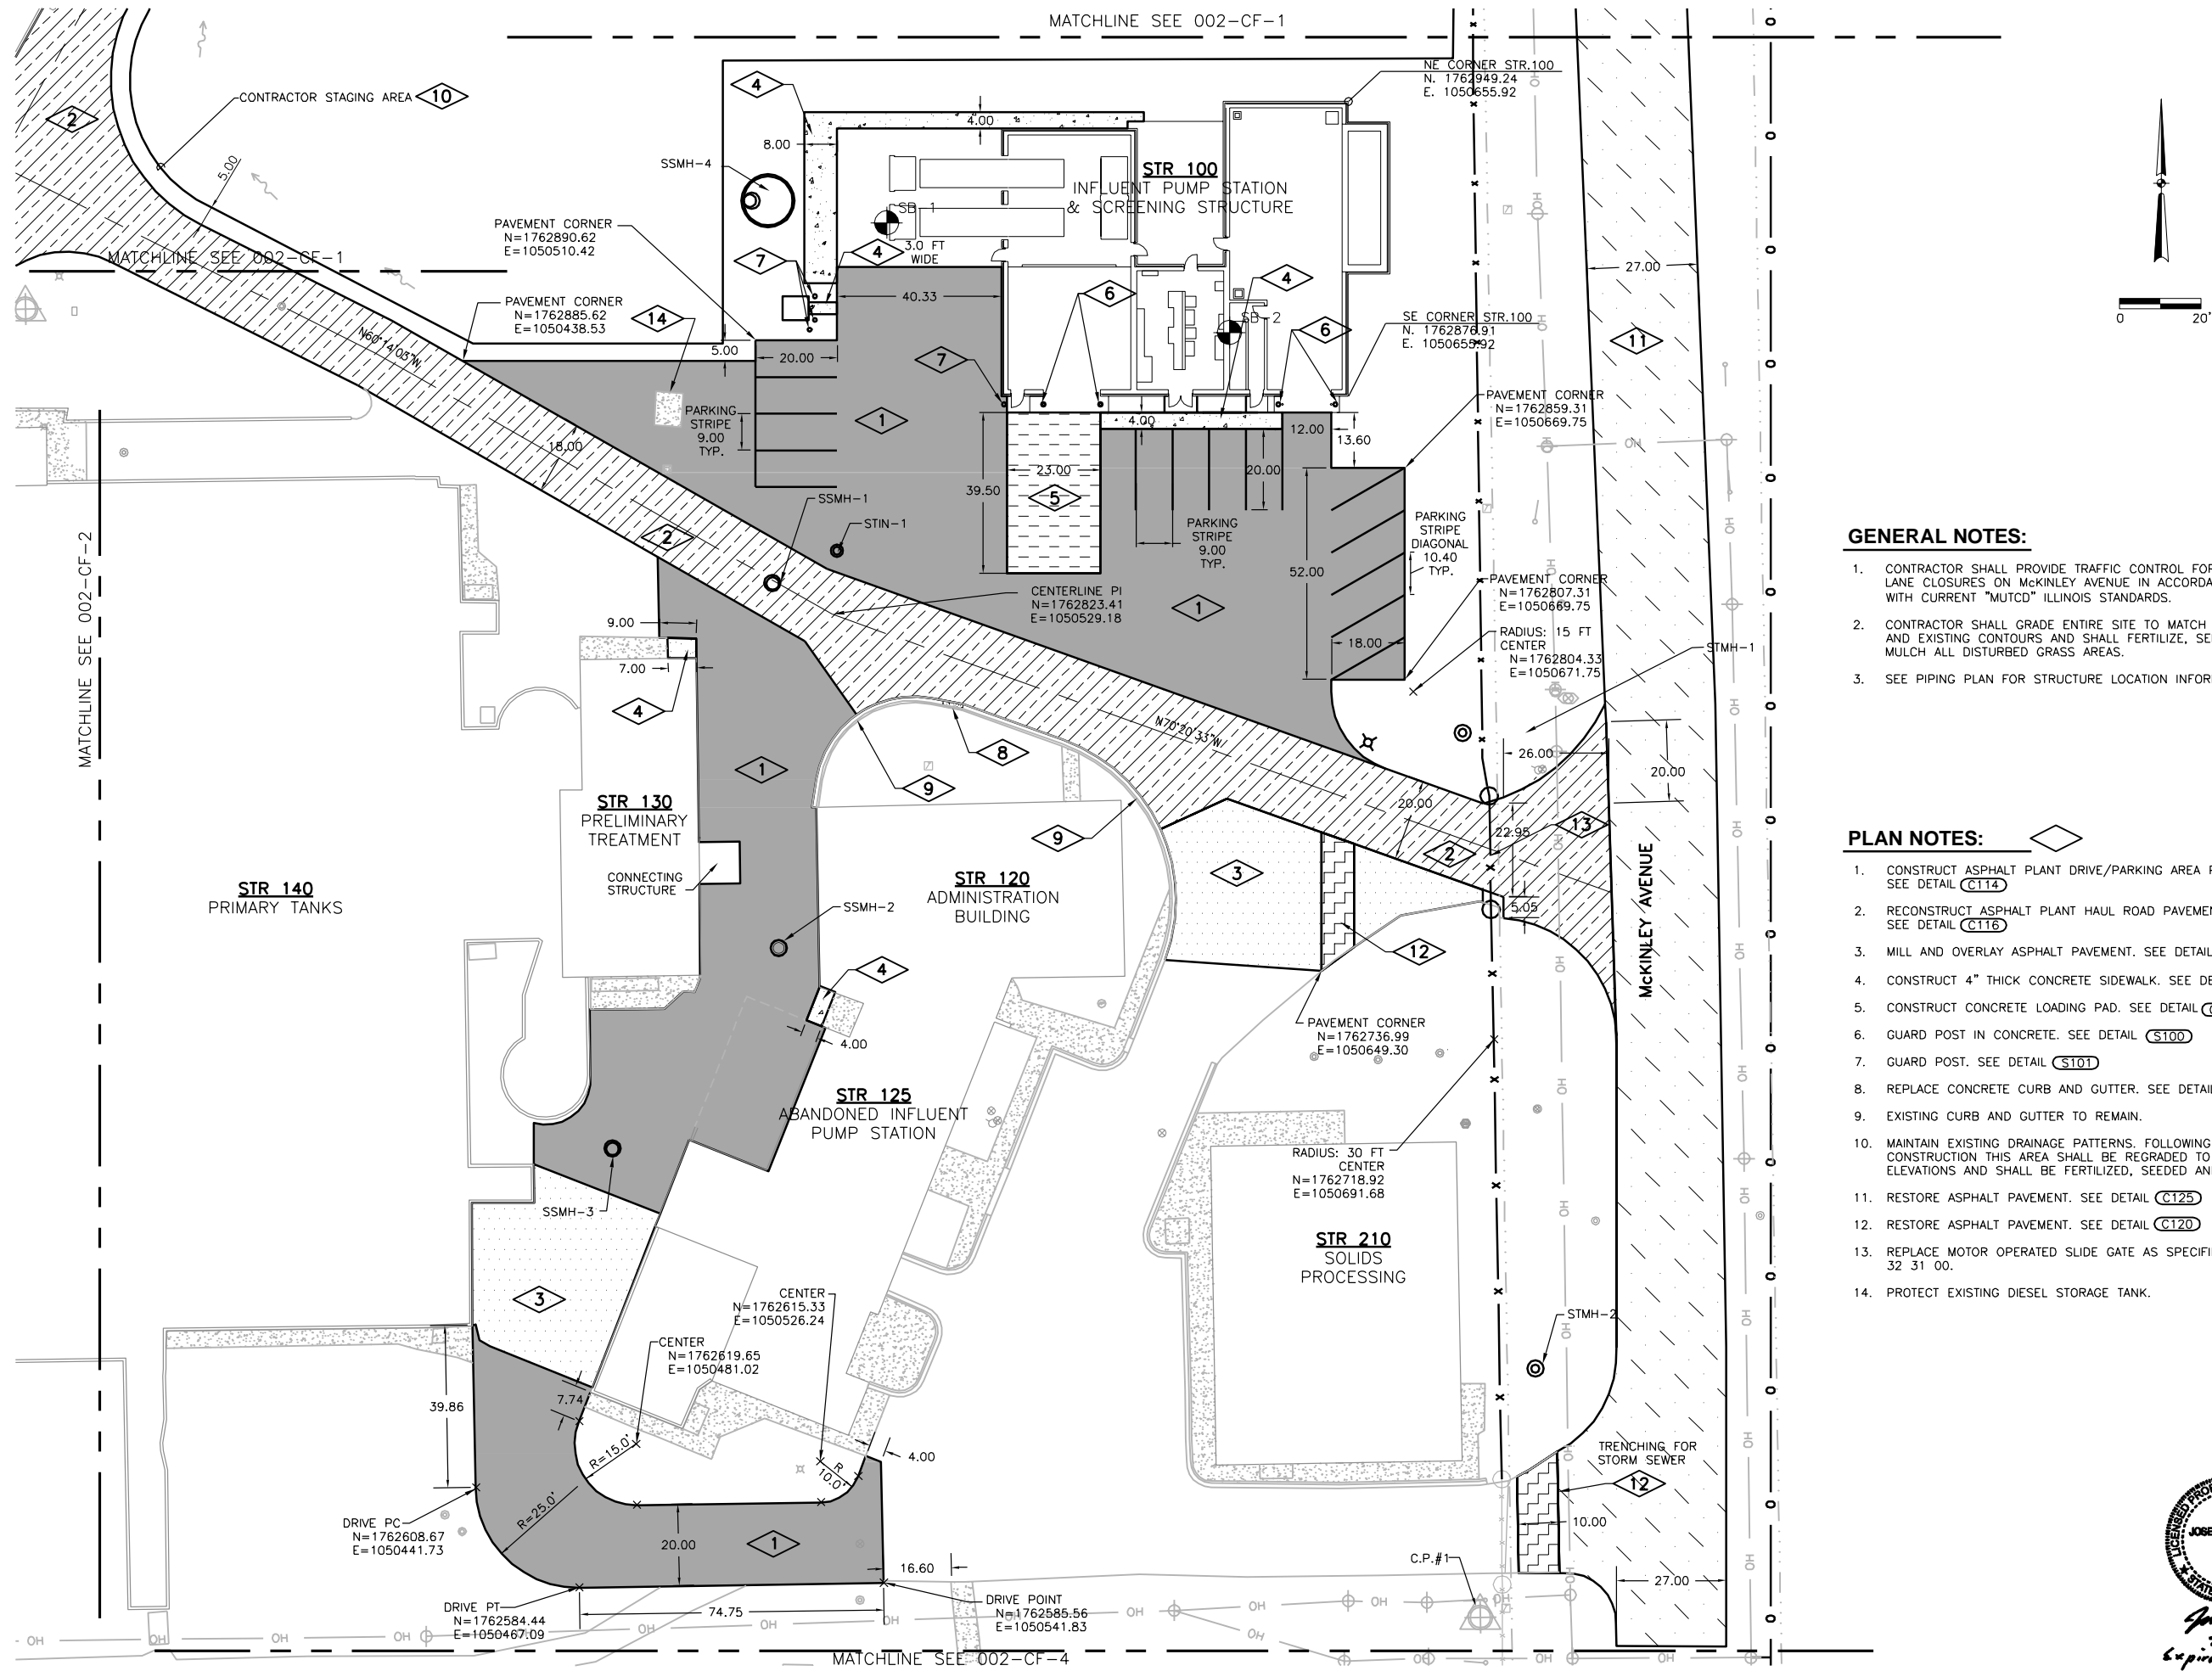 MATCHLINE SEE 002-CF-1
NE CORNER STR.100
N. 1762949.24
E. 1050655.92
CONTRACTOR STAGING AREA 10
4
2
5.00
4.00
8.00
SSMH-4
STR 100
INFLUENT PUMP STATION
& SCREENING STRUCTURE
SB-1
PAVEMENT CORNER
N=1762890.62
E=1050510.42
MATCHLINE SEE 002-CF-1
7
4
3.0 FT
WIDE
4
27.00
40.33
6
PAVEMENT CORNER
N=1762885.62
E=1050438.53
14
SB-2
6
SE CORNER STR.100
N. 1762876.91
E. 1050655.92
11
0
20'
N60°14'03"W
5.00
20.00
7
PARKING
STRIPE
9.00
TYP.
1
4.00
12.00
13.60
PAVEMENT CORNER
N=1762859.31
E=1050669.75
OH
18.00
23.00
20.00
39.50
5
SSMH-1
STIN-1
2
PARKING
STRIPE
9.00
TYP.
PARKING
STRIPE
DIAGONAL
10.40
TYP.
52.00
MATCHLINE SEE 002-CF-2
CENTERLINE PI
N=1762823.41
E=1050529.18
1
PAVEMENT CORNER
N=1762807.31
E=1050669.75
9.00
7.00
18.00
RADIUS: 15 FT
CENTER
N=1762804.33
E=1050671.75
STMH-1
4
N70°20'33"W
8
9
1
26.00
20.00
STR 130
PRELIMINARY
TREATMENT
20.00
22.95
13
9
2
McKINLEY AVENUE
CONNECTING
STRUCTURE
STR 140
PRIMARY TANKS
STR 120
ADMINISTRATION
BUILDING
3
5.05
SSMH-2
12
4
4.00
PAVEMENT CORNER
N=1762736.99
E=1050649.30
STR 125
ABANDONED INFLUENT
PUMP STATION
RADIUS: 30 FT
CENTER
N=1762718.92
E=1050691.68
SSMH-3
STR 210
SOLIDS
PROCESSING
3
CENTER
N=1762615.33
E=1050526.24
STMH-2
CENTER
N=1762619.65
E=1050481.02
39.86
7.74
R=15.0'
R
10.0'
4.00
TRENCHING FOR
STORM SEWER
12
R=25.0'
DRIVE PC
N=1762608.67
E=1050441.73
20.00
1
10.00
16.60
C.P.#1
27.00
DRIVE PT
N=1762584.44
E=1050467.09
74.75
DRIVE POINT
N=1762585.56
E=1050541.83
OH OH OH OH OH OH OH OH OH OH OH
MATCHLINE SEE 002-CF-4
GENERAL NOTES:
1. CONTRACTOR SHALL PROVIDE TRAFFIC CONTROL FOR
LANE CLOSURES ON McKINLEY AVENUE IN ACCORDA
WITH CURRENT "MUTCD" ILLINOIS STANDARDS.
2. CONTRACTOR SHALL GRADE ENTIRE SITE TO MATCH
AND EXISTING CONTOURS AND SHALL FERTILIZE, SE
MULCH ALL DISTURBED GRASS AREAS.
3. SEE PIPING PLAN FOR STRUCTURE LOCATION INFOR
PLAN NOTES:
1. CONSTRUCT ASPHALT PLANT DRIVE/PARKING AREA P
SEE DETAIL C114
2. RECONSTRUCT ASPHALT PLANT HAUL ROAD PAVEMEN
SEE DETAIL C116
3. MILL AND OVERLAY ASPHALT PAVEMENT. SEE DETAIL
4. CONSTRUCT 4" THICK CONCRETE SIDEWALK. SEE DE
5. CONSTRUCT CONCRETE LOADING PAD. SEE DETAIL
6. GUARD POST IN CONCRETE. SEE DETAIL S100
7. GUARD POST. SEE DETAIL S101
8. REPLACE CONCRETE CURB AND GUTTER. SEE DETAIL
9. EXISTING CURB AND GUTTER TO REMAIN.
10. MAINTAIN EXISTING DRAINAGE PATTERNS. FOLLOWING
CONSTRUCTION THIS AREA SHALL BE REGRADED TO
ELEVATIONS AND SHALL BE FERTILIZED, SEEDED AN
11. RESTORE ASPHALT PAVEMENT. SEE DETAIL C125
12. RESTORE ASPHALT PAVEMENT. SEE DETAIL C120
13. REPLACE MOTOR OPERATED SLIDE GATE AS SPECIFI
32 31 00.
14. PROTECT EXISTING DIESEL STORAGE TANK.
LICENSED PROF
JOSE
STATE